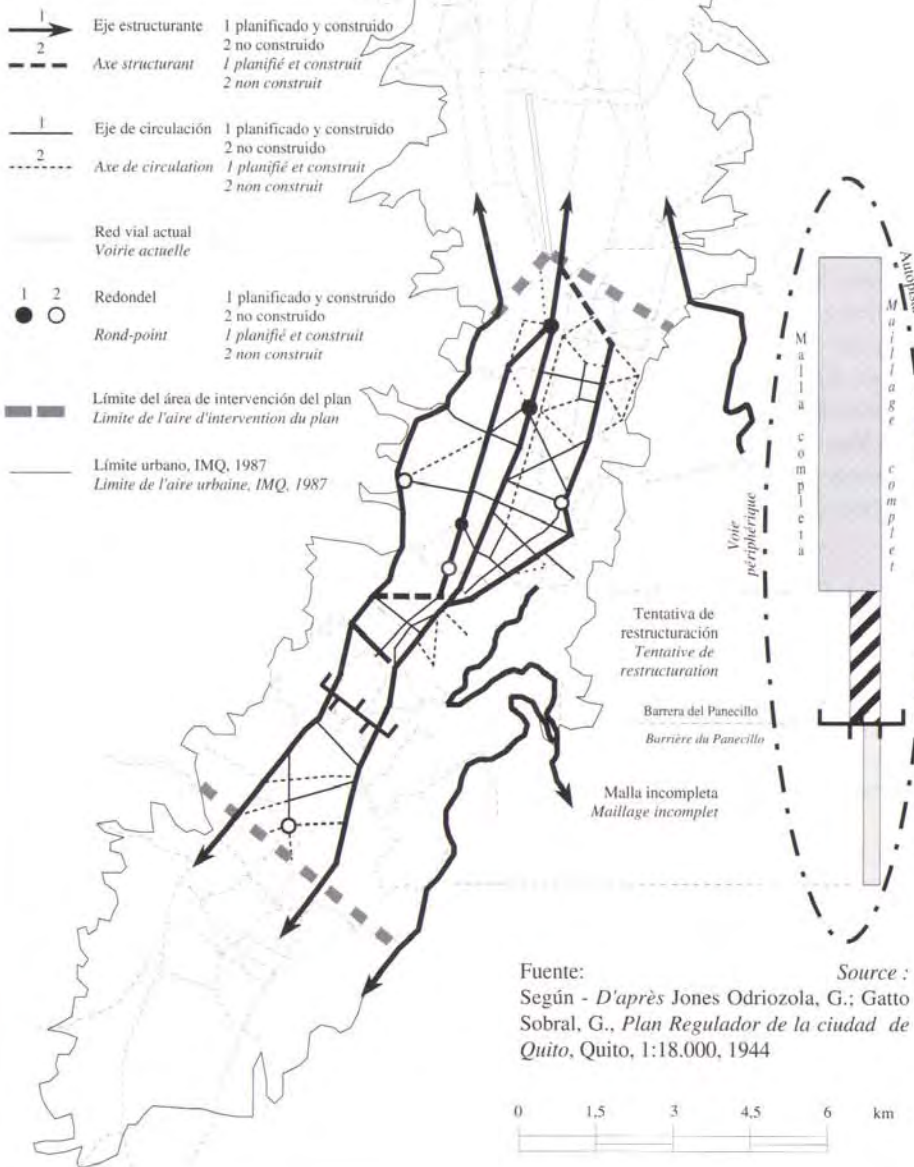 1
Eje estructurante 1 planificado y construido
2 2 no construido
Axe structurant 1 planifié et construit
2 non construit
1
Eje de circulación 1 planificado y construido
2 2 no construido
Axe de circulation 1 planifié et construit
2 non construit
Red vial actual
Voirie actuelle
1 2 Redondel 1 planificado y construido
2 no construido
Rond-point 1 planifié et construit
2 non construit
Límite del área de intervención del plan
Limite de l'aire d'intervention du plan
Límite urbano, IMQ, 1987
Limite de l'aire urbaine, IMQ, 1987
Malla completa
Maillage complet
Voie périphérique
Tentativa de
restructuración
Tentative de
restructuration
Barrera del Panecillo
Barrière du Panecillo
Malla incompleta
Maillage incomplet
Fuente: Source :
Según - D'après Jones Odriozola, G.; Gatto
Sobral, G., Plan Regulador de la ciudad de
Quito, Quito, 1:18.000, 1944
0 1,5 3 4,5 6 km